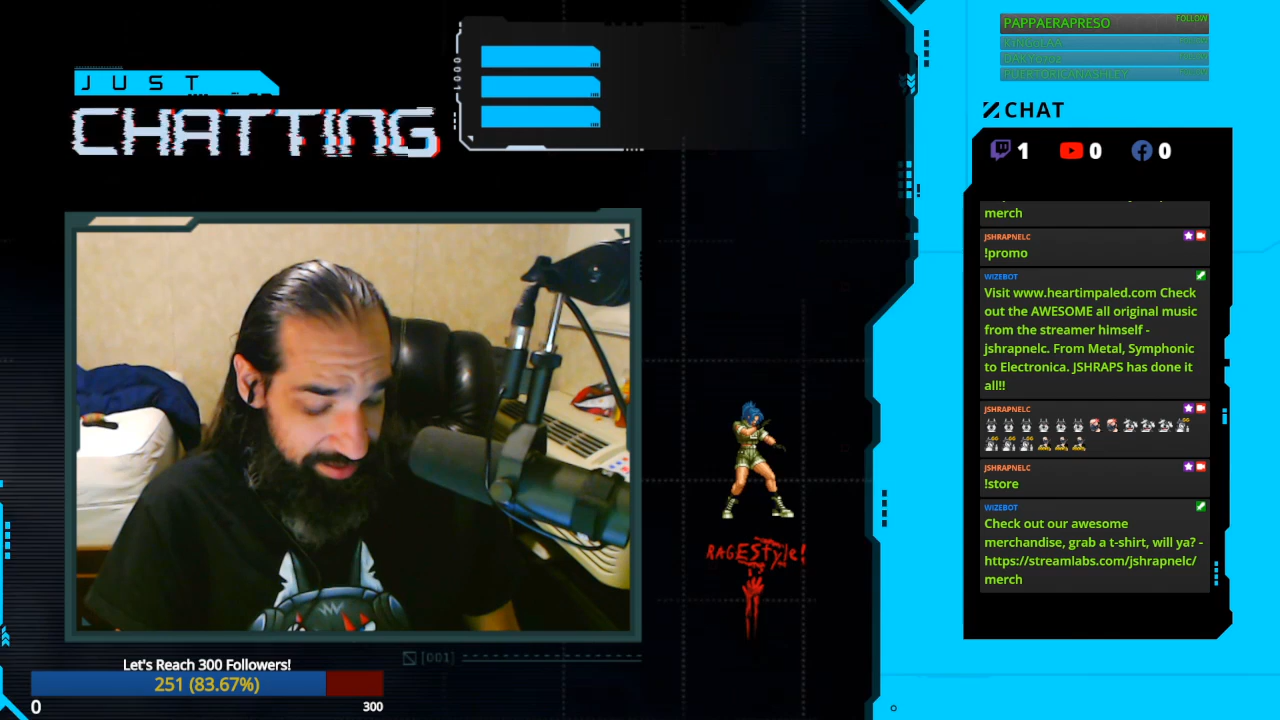 JUST
CHATTING
PAPPAERAPRESO FOLLOW
PUERTORICANASHLEY
CHAT
1 0 0
merch
JSHRAPNELC
!promo
WIZEBOT
Visit www.heartimpaled.com Check
out the AWESOME all original music
from the streamer himself -
jshrapnelc. From Metal, Symphonic
to Electronica. JSHRAPS has done it
all!!
JSHRAPNELC
JSHRAPNELC
!store
WIZEBOT
Check out our awesome
merchandise, grab a t-shirt, will ya? -
https://streamlabs.com/jshrapnelc/
merch
RAGEStyle!
[001]
Let's Reach 300 Followers!
251 (83.67%)
0 300